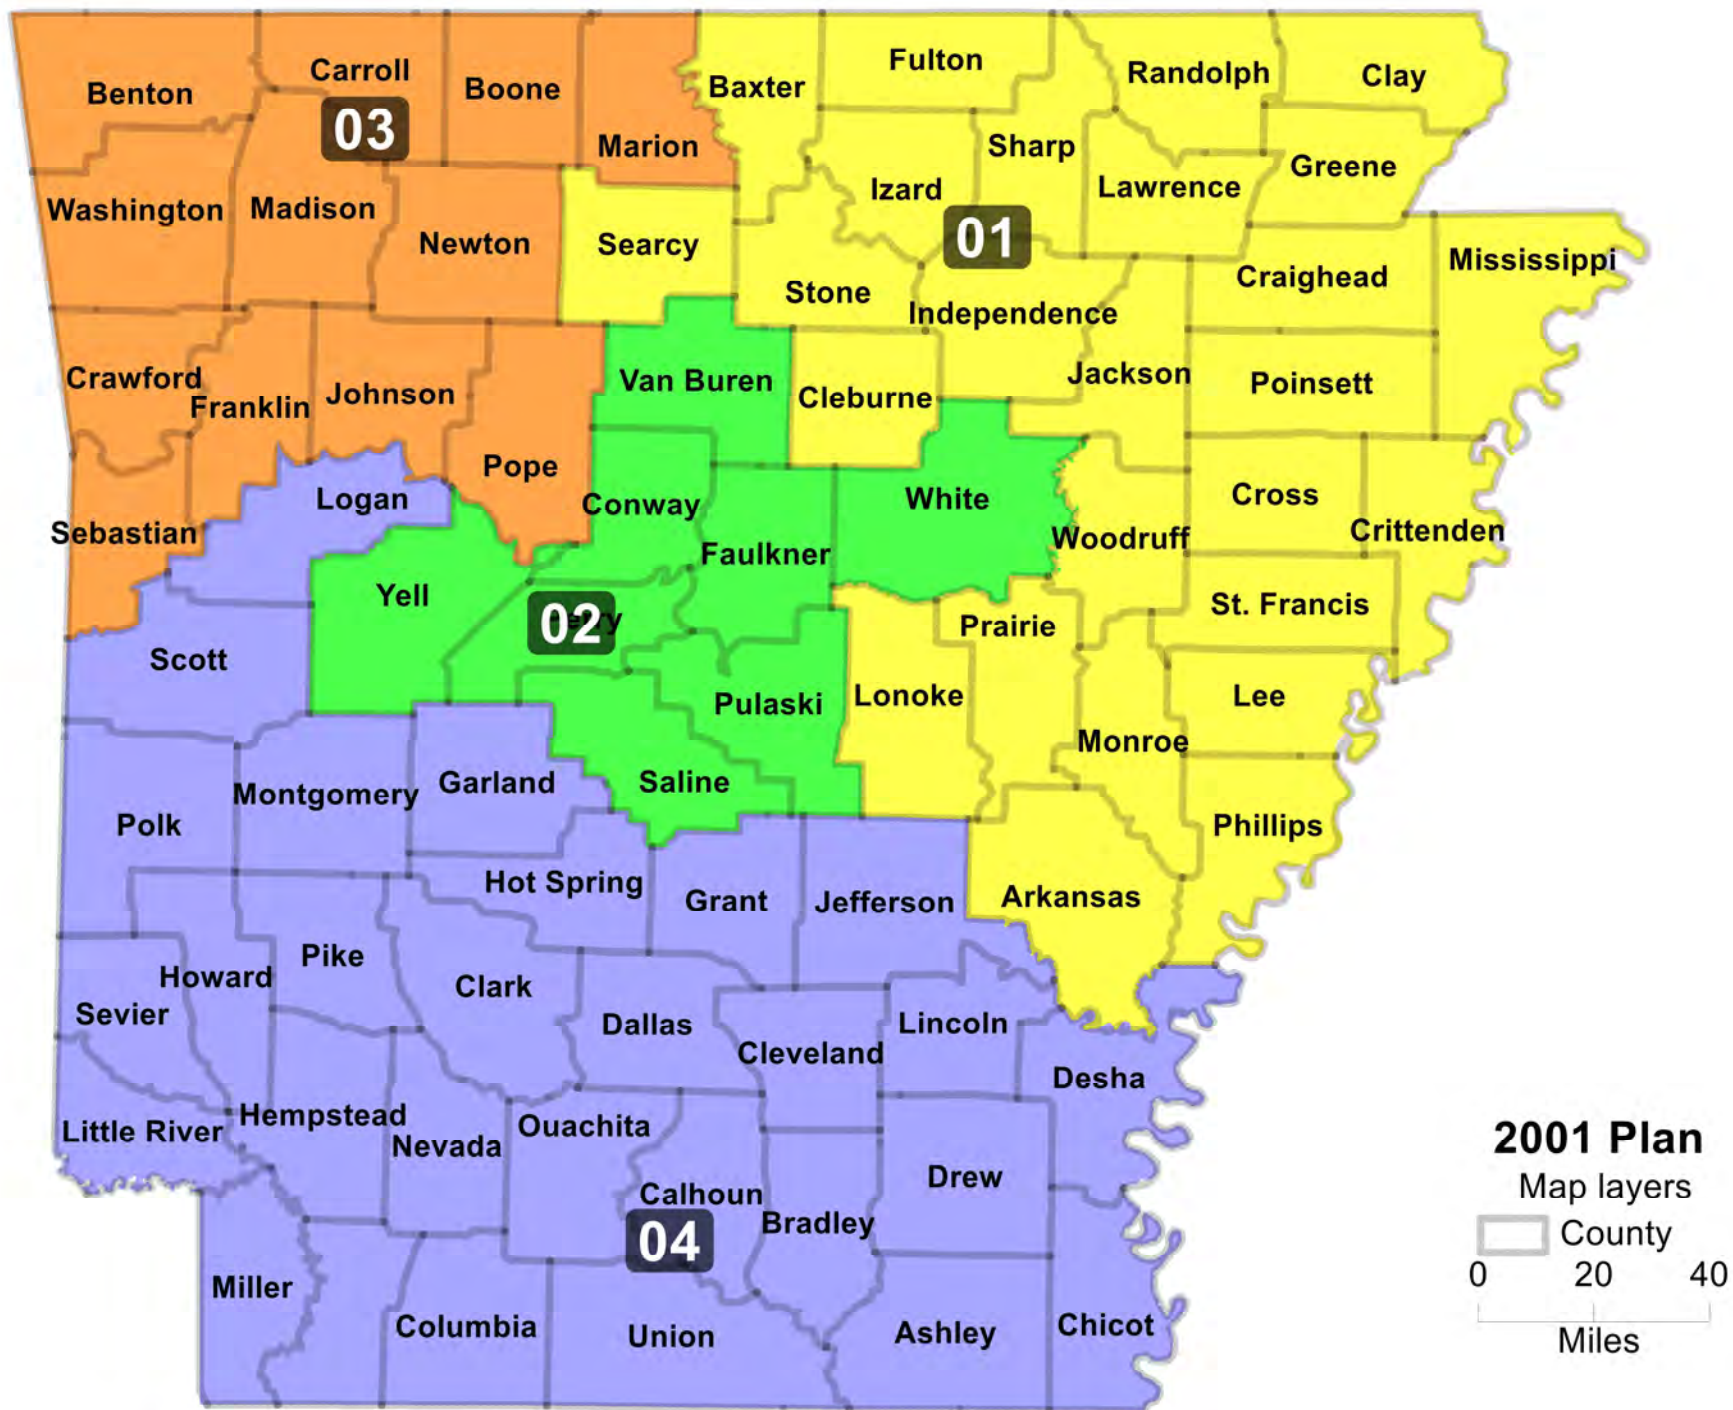 Fulton
Carroll
Randolph
Clay
Baxter
Boone
Benton
03
Marion
Sharp
Greene
Izard
Lawrence
Washington
Madison
01
Newton
Searcy
Mississippi
Craighead
Stone
Independence
Crawford
Van Buren
Jackson
Poinsett
Johnson
Cleburne
Franklin
Pope
Logan
Conway
White
Cross
Sebastian
Crittenden
Woodruff
Faulkner
Yell
St. Francis
02
Prairie
Scott
Lonoke
Lee
Pulaski
Monroe
Garland
Saline
Montgomery
Polk
Phillips
Hot Spring
Arkansas
Grant
Jefferson
Pike
Howard
Clark
Sevier
Dallas
Lincoln
Cleveland
Desha
Hempstead
Ouachita
Little River
Nevada
2001 Plan
Drew
Map layers
Calhoun
Bradley
County
04
0 20 40
Miller
Columbia
Union
Ashley
Chicot
Miles